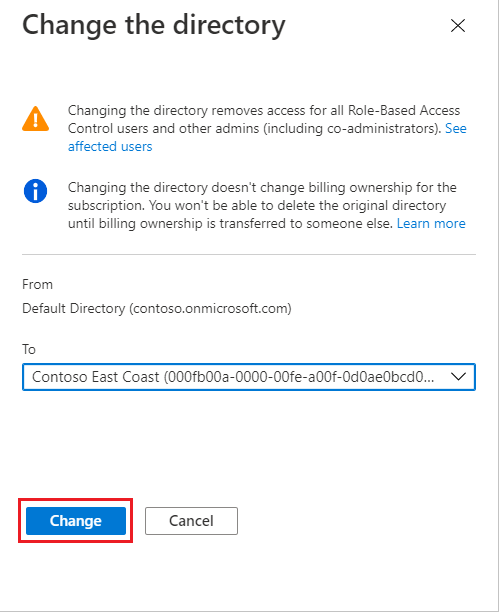 Change the directory
Changing the directory removes access for all Role-Based Access
Control users and other admins (including co-administrators). See
affected users
Changing the directory doesn't change billing ownership for the
subscription. You won't be able to delete the original directory
until billing ownership is transferred to someone else. Learn more
From
Default Directory (contoso.onmicrosoft.com)
To
Contoso East Coast (000fb00a-0000-00fe-a00f-0d0ae0bcd0...
Change
Cancel